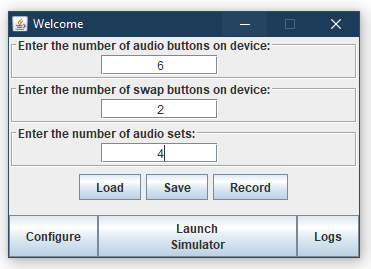 Welcome
Enter the number of audio buttons on device:
6
Enter the number of swap buttons on device:
2
Enter the number of audio sets:
4
Load Save Record
Configure Launch Simulator Logs